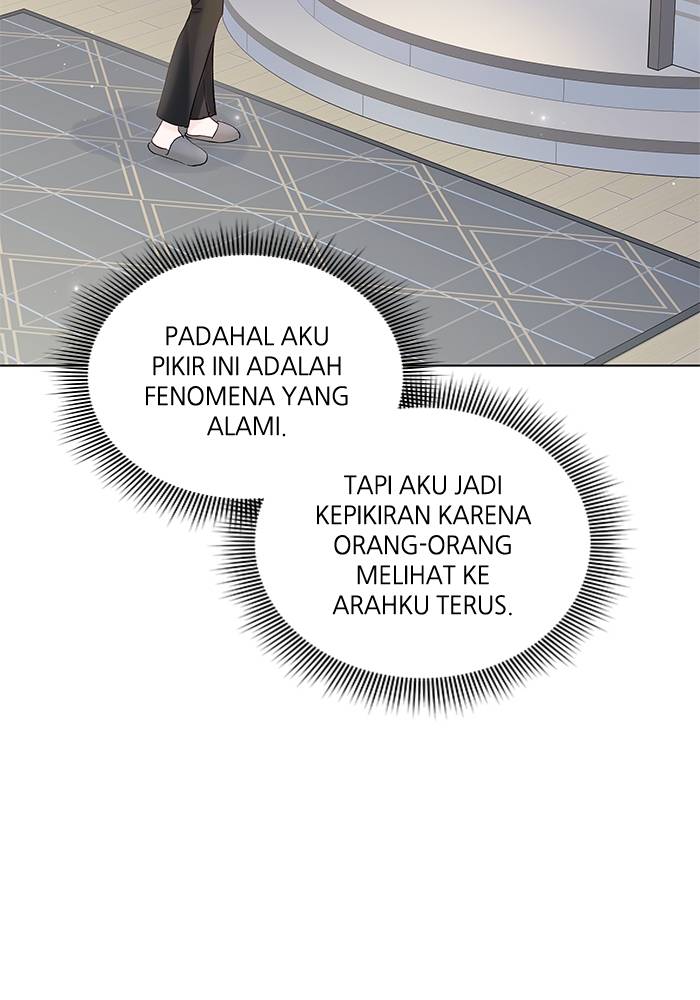 PADAHAL AKU
PIKIR INI ADALAH
FENOMENA YANG
ALAMI.
TAPI AKU JADI
KEPIKIRAN KARENA
ORANG-ORANG
MELIHAT KE
ARAHKU TERUS.